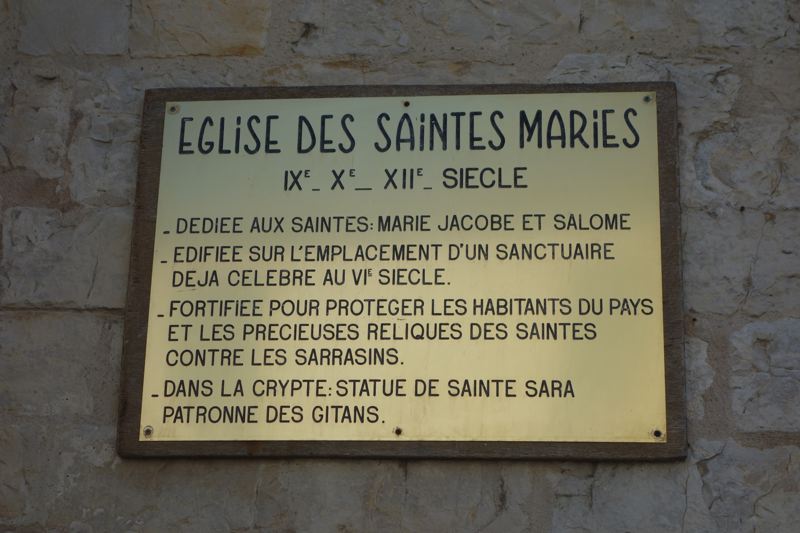 EGLiSE DES SAiNTES MARiES
IXᴱ_ Xᴱ_ XIIᴱ_ SIECLE
_ DEDIEE AUX SAINTES: MARIE JACOBE ET SALOME
_ EDIFIEE SUR L'EMPLACEMENT D'UN SANCTUAIRE
DEJA CELEBRE AU VIᴱ SIECLE.
_ FORTIFIEE POUR PROTEGER LES HABITANTS DU PAYS
ET LES PRECIEUSES RELIQUES DES SAINTES
CONTRE LES SARRASINS.
_ DANS LA CRYPTE: STATUE DE SAINTE SARA
PATRONNE DES GITANS.